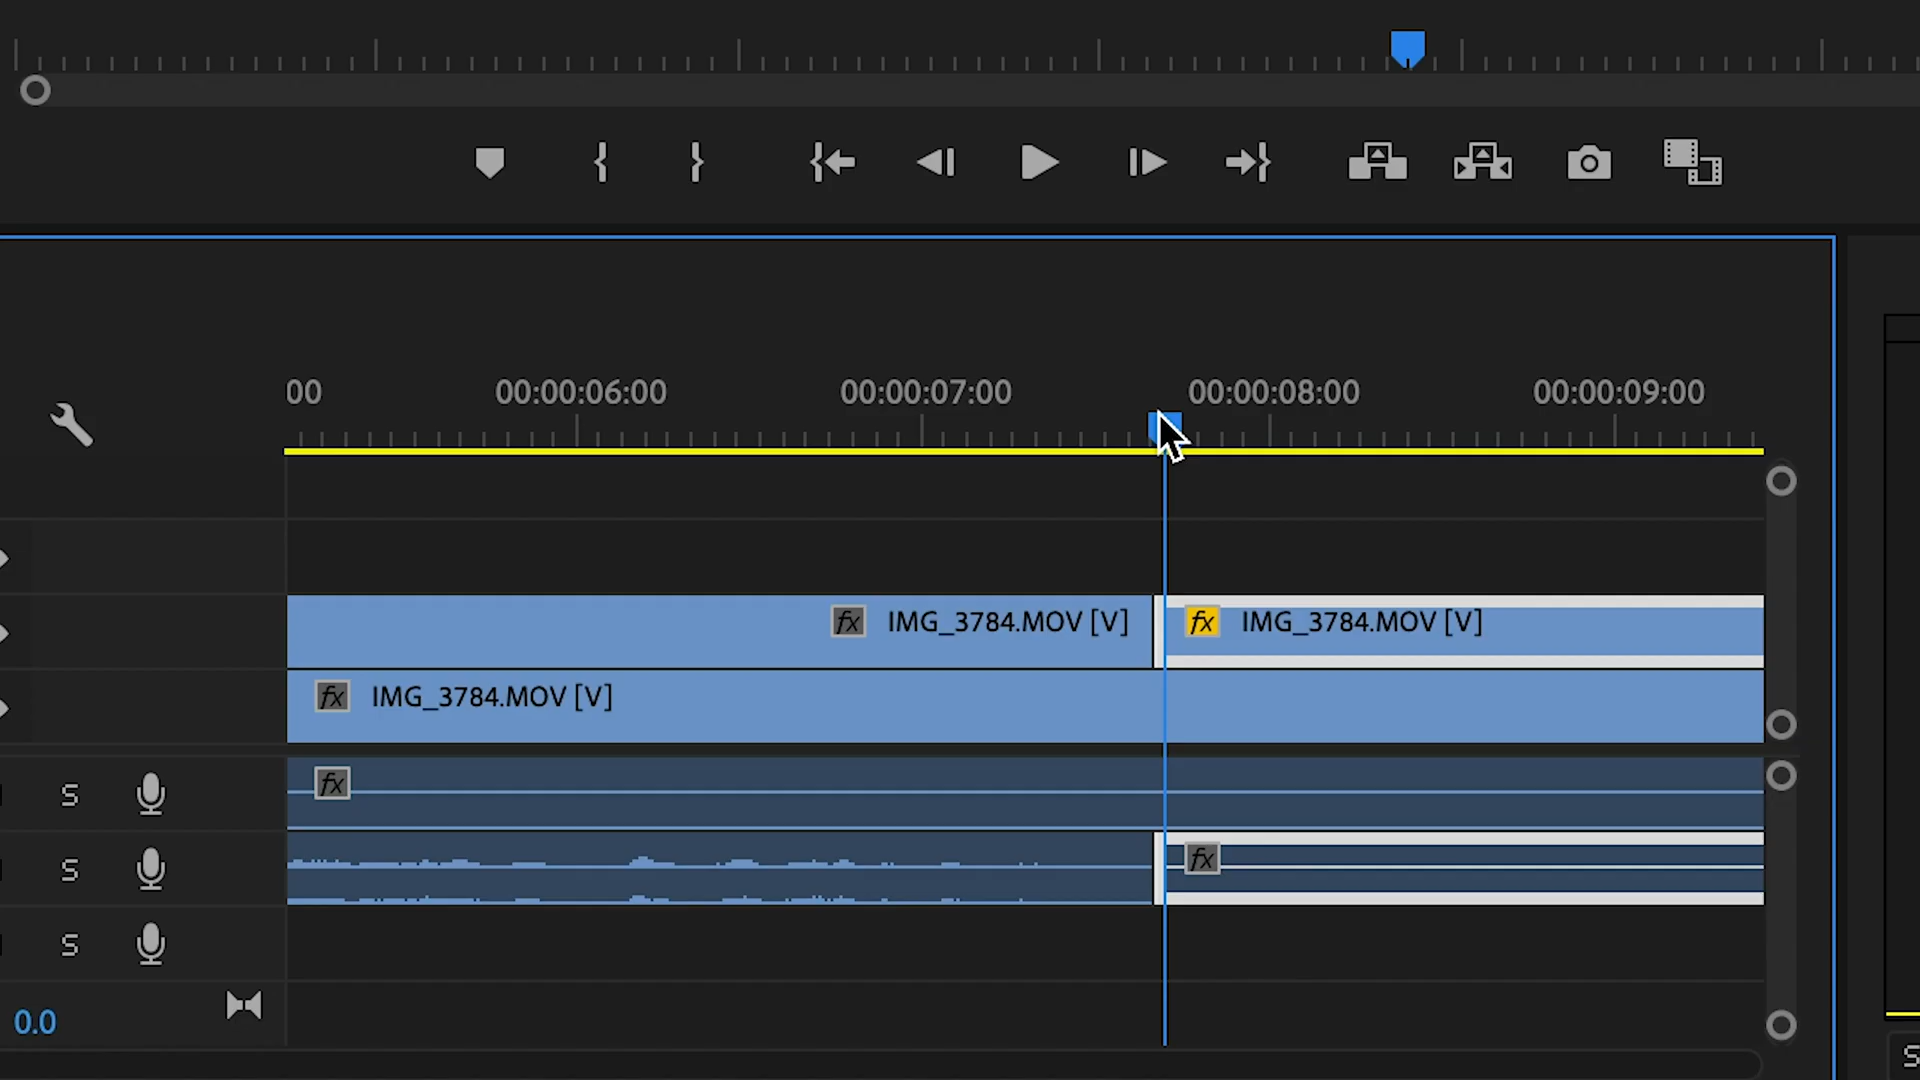 00 00:00:06:00 00:00:07:00 00:00:08:00 00:00:09:00
fx IMG_3784.MOV [V] fx IMG_3784.MOV [V]
fx IMG_3784.MOV [V]
S fx
S fx
S
0.0
S